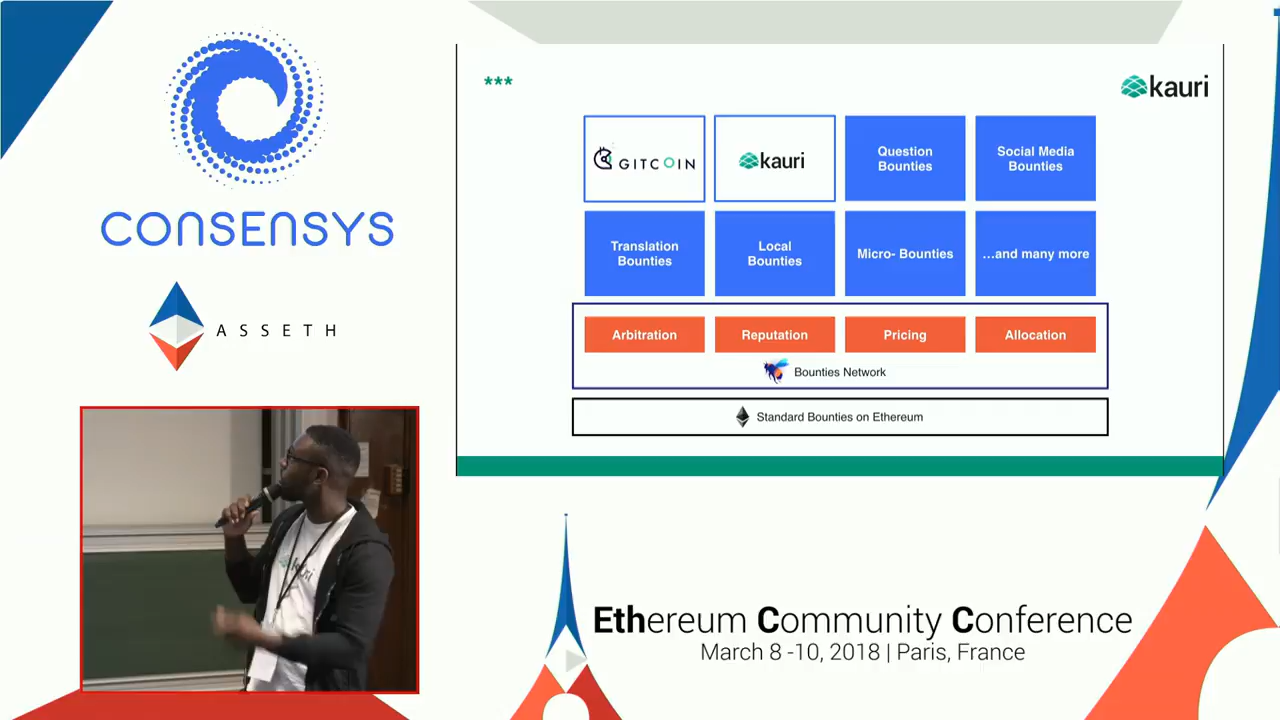 CONSENSYS
ASSETH
***
kauri
GITCOIN
kauri
Question
Bounties
Social Media
Bounties
Translation
Bounties
Local
Bounties
Micro- Bounties
...and many more
Arbitration
Reputation
Pricing
Allocation
Bounties Network
Standard Bounties on Ethereum
kauri
Ethereum Community Conference
March 8 -10, 2018 | Paris, France